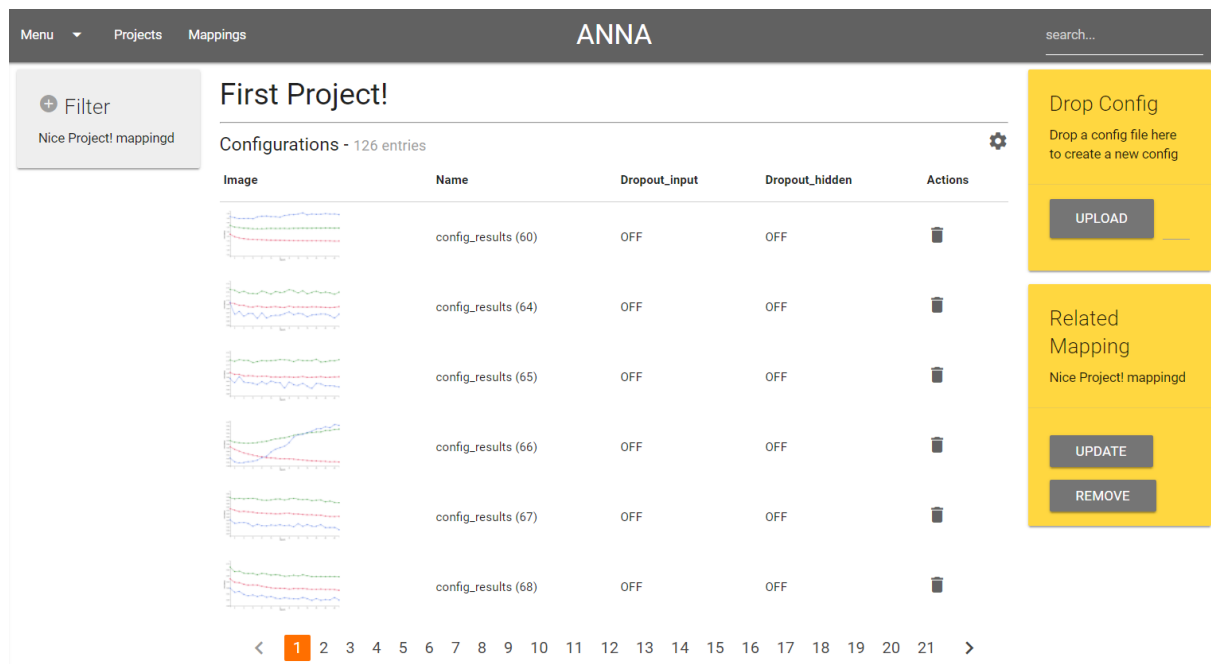 Menu Projects Mappings ANNA search...
Filter
Nice Project! mappingd
First Project!
Configurations - 126 entries
Image Name Dropout_input Dropout_hidden Actions
config_results (60) OFF OFF
config_results (64) OFF OFF
config_results (65) OFF OFF
config_results (66) OFF OFF
config_results (67) OFF OFF
config_results (68) OFF OFF
1 2 3 4 5 6 7 8 9 10 11 12 13 14 15 16 17 18 19 20 21
Drop Config
Drop a config file here
to create a new config
UPLOAD
Related
Mapping
Nice Project! mappingd
UPDATE
REMOVE